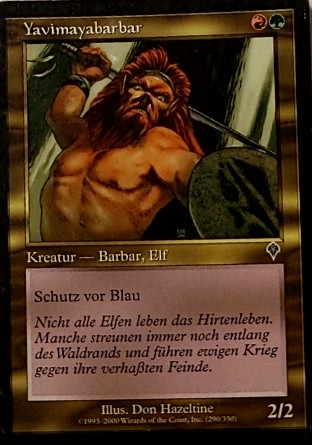 Yavimayabarbar
Kreatur — Barbar, Elf
Schutz vor Blau
Nicht alle Elfen leben das Hirtenleben.
Manche streunen immer noch entlang
des Waldrands und führen ewigen Krieg
gegen ihre verhaßten Feinde.
Illus. Don Hazeltine
©1993-2000 Wizards of the Coast, Inc. (290/350)
2/2